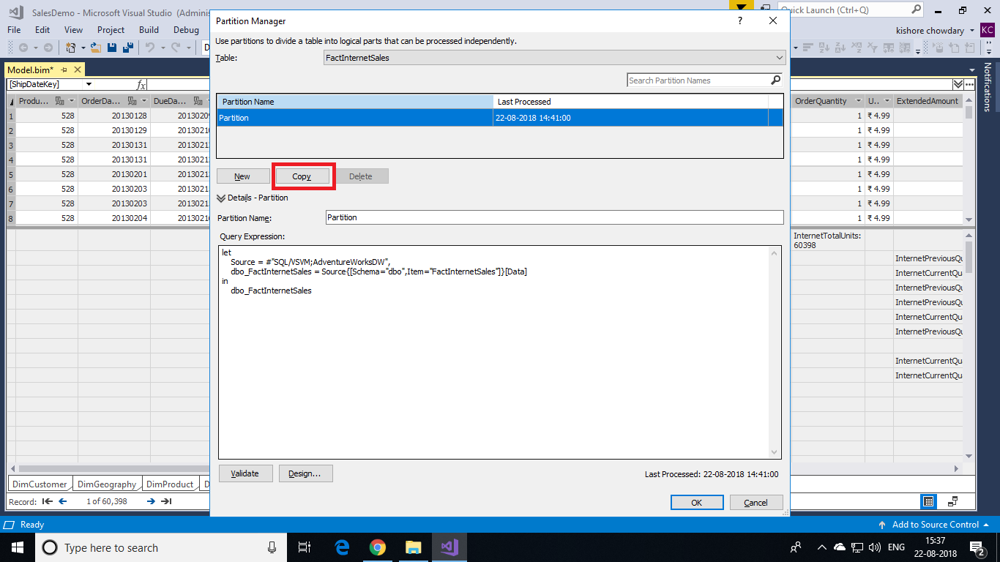 SalesDemo - Microsoft Visual Studio (Admini
Quick Launch (Ctrl+Q)
File Edit View Project Build Debug
kishore chowdary KC
Model.bim*
[ShipDateKey] fx
Produ... OrderDa... DueDa...
1 528 20130128 20130209
2 528 20130129 2013021
3 528 20130131 2013021
4 528 20130131 2013021
5 528 20130201 2013021
6 528 20130203 2013021
7 528 20130203 2013021
8 528 20130204 2013021
DimCustomer DimGeography DimProduct D
Record: 1 of 60,398
Partition Manager
?
Use partitions to divide a table into logical parts that can be processed independently.
Table: FactInternetSales
Search Partition Names
Partition Name Last Processed
Partition 22-08-2018 14:41:00
New Copy Delete
Details - Partition
Partition Name: Partition
Query Expression:
let
Source = #"SQL/VSVM;AdventureWorksDW",
dbo_FactInternetSales = Source{[Schema="dbo",Item="FactInternetSales"]}[Data]
in
dbo_FactInternetSales
Validate Design...
Last Processed: 22-08-2018 14:41:00
OK Cancel
OrderQuantity U.. ExtendedAmount
1 ₹ 4.99
1 ₹ 4.99
1 ₹ 4.99
1 ₹ 4.99
1 ₹ 4.99
1 ₹ 4.99
1 ₹ 4.99
1 ₹ 4.99
InternetTotalUnits:
60398
InternetPreviousQu
InternetCurrentQua
InternetPreviousQu
InternetPreviousQu
InternetCurrentQua
InternetPreviousQu
InternetCurrentQua
InternetCurrentQua
Notifications
Ready
Add to Source Control
Type here to search
ENG
15:37
22-08-2018
2